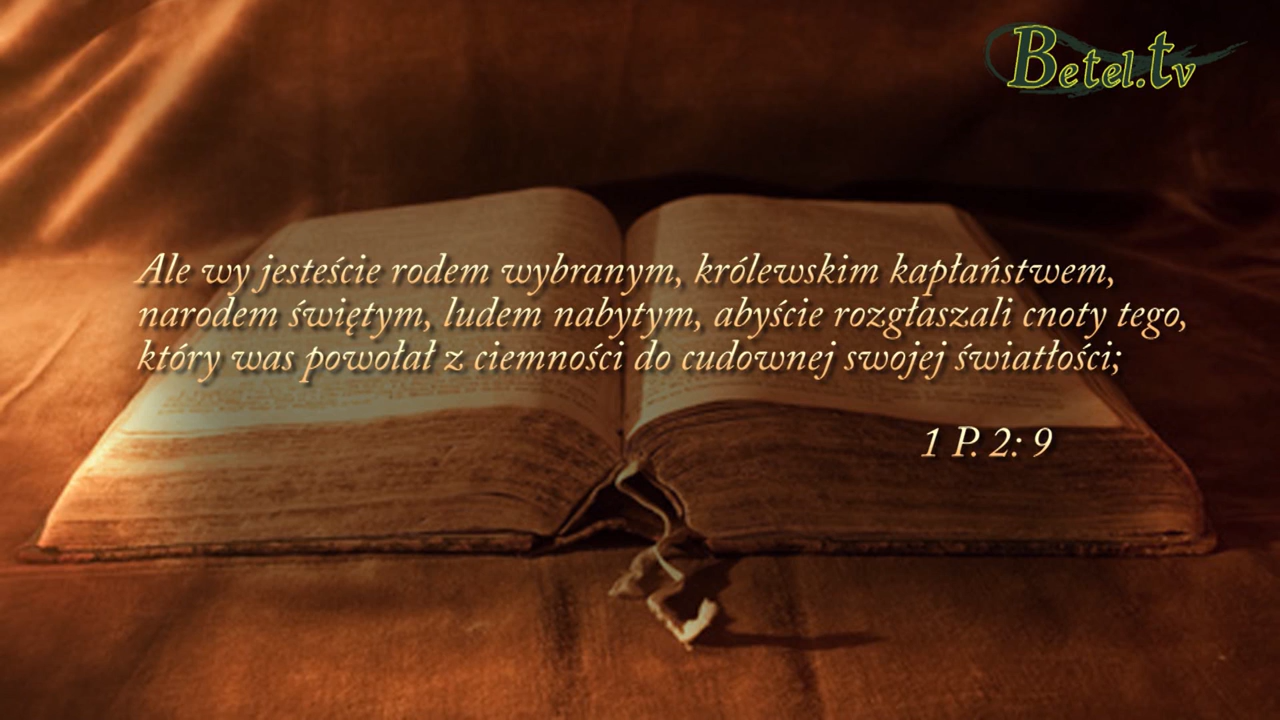 Betel.tv
Ale wy jesteście rodem wybranym, królewskim kapłaństwem,
narodem świętym, ludem nabytym, abyście rozgłaszali cnoty tego,
który was powołał z ciemności do cudownej swojej światłości;
1 P. 2: 9